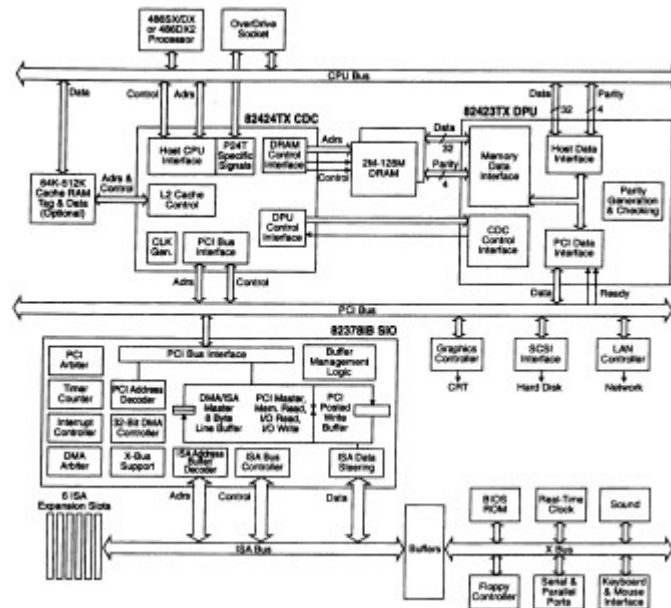 486SX/DX
or 486DX2
Processor
OverDrive
Socket
CPU Bus
Data
Control
Adrs
Data
32
Parity
4
82424TX CDC
82423TX DPU
Host CPU
Interface
P24T
Specific
Signals
DRAM
Control
Interface
Adrs
Control
2M-128M
DRAM
Data
32
Parity
4
Memory
Data
Interface
Host Data
Interface
Parity
Generation
& Checking
64K-512K
Cache RAM
Tag & Data
(Optional)
Adrs &
Control
L2 Cache
Control
DPU
Control
Interface
CDC
Control
Interface
PCI Data
Interface
CLK
Gen.
PCI Bus
Interface
Adrs
Control
Data
Ready
PCI Bus
82378IB SIO
PCI
Arbiter
PCI Bus Interface
Buffer
Management
Logic
Graphics
Controller
CRT
SCSI
Interface
Hard Disk
LAN
Controller
Network
Timer
Counter
PCI Address
Decoder
DMA/ISA
Master
8 Byte
Line Buffer
PCI Master,
Mem. Read,
I/O Read,
I/O Write
PCI
Posted
Write
Buffer
Interrupt
Controller
32-Bit DMA
Controller
DMA
Arbiter
X-Bus
Support
ISA Address
Buffer
Decoder
ISA Bus
Controller
ISA Data
Steering
Adrs
Control
Data
6 ISA
Expansion Slots
ISA Bus
Buffers
BIOS
ROM
Real-Time
Clock
Sound
X Bus
Floppy
Controller
Serial &
Parallel
Ports
Keyboard
& Mouse
Interface